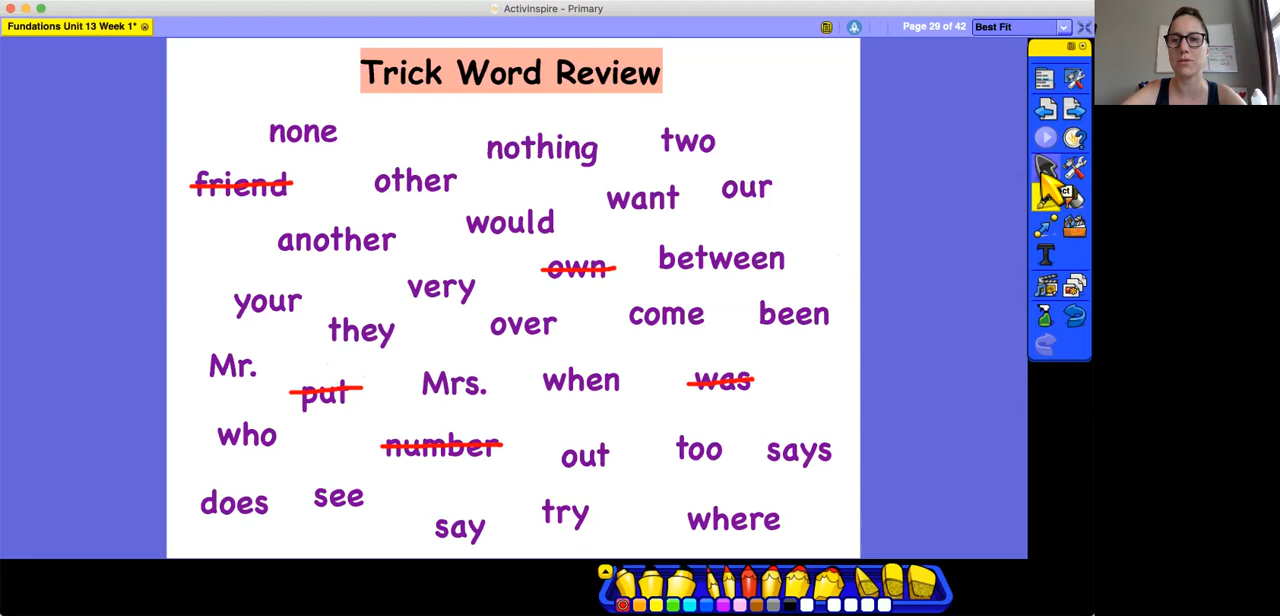 ActivInspire - Primary
Fundations Unit 13 Week 1*
Page 29 of 42
Best Fit
Trick Word Review
none
nothing
two
friend
other
want
our
would
another
own
between
your
very
they
over
come
been
Mr.
put
Mrs.
when
was
who
number
out
too
says
does
see
say
try
where